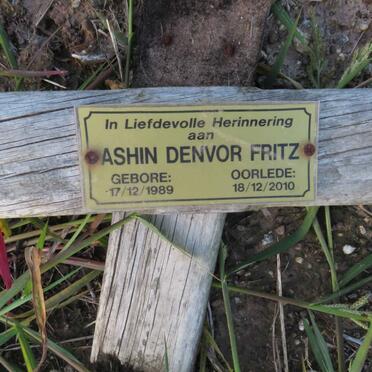 In Liefdevolle Herinnering
aan
ASHIN DENVOR FRITZ
GEBORE: OORLEDE:
17/12/1989 18/12/2010